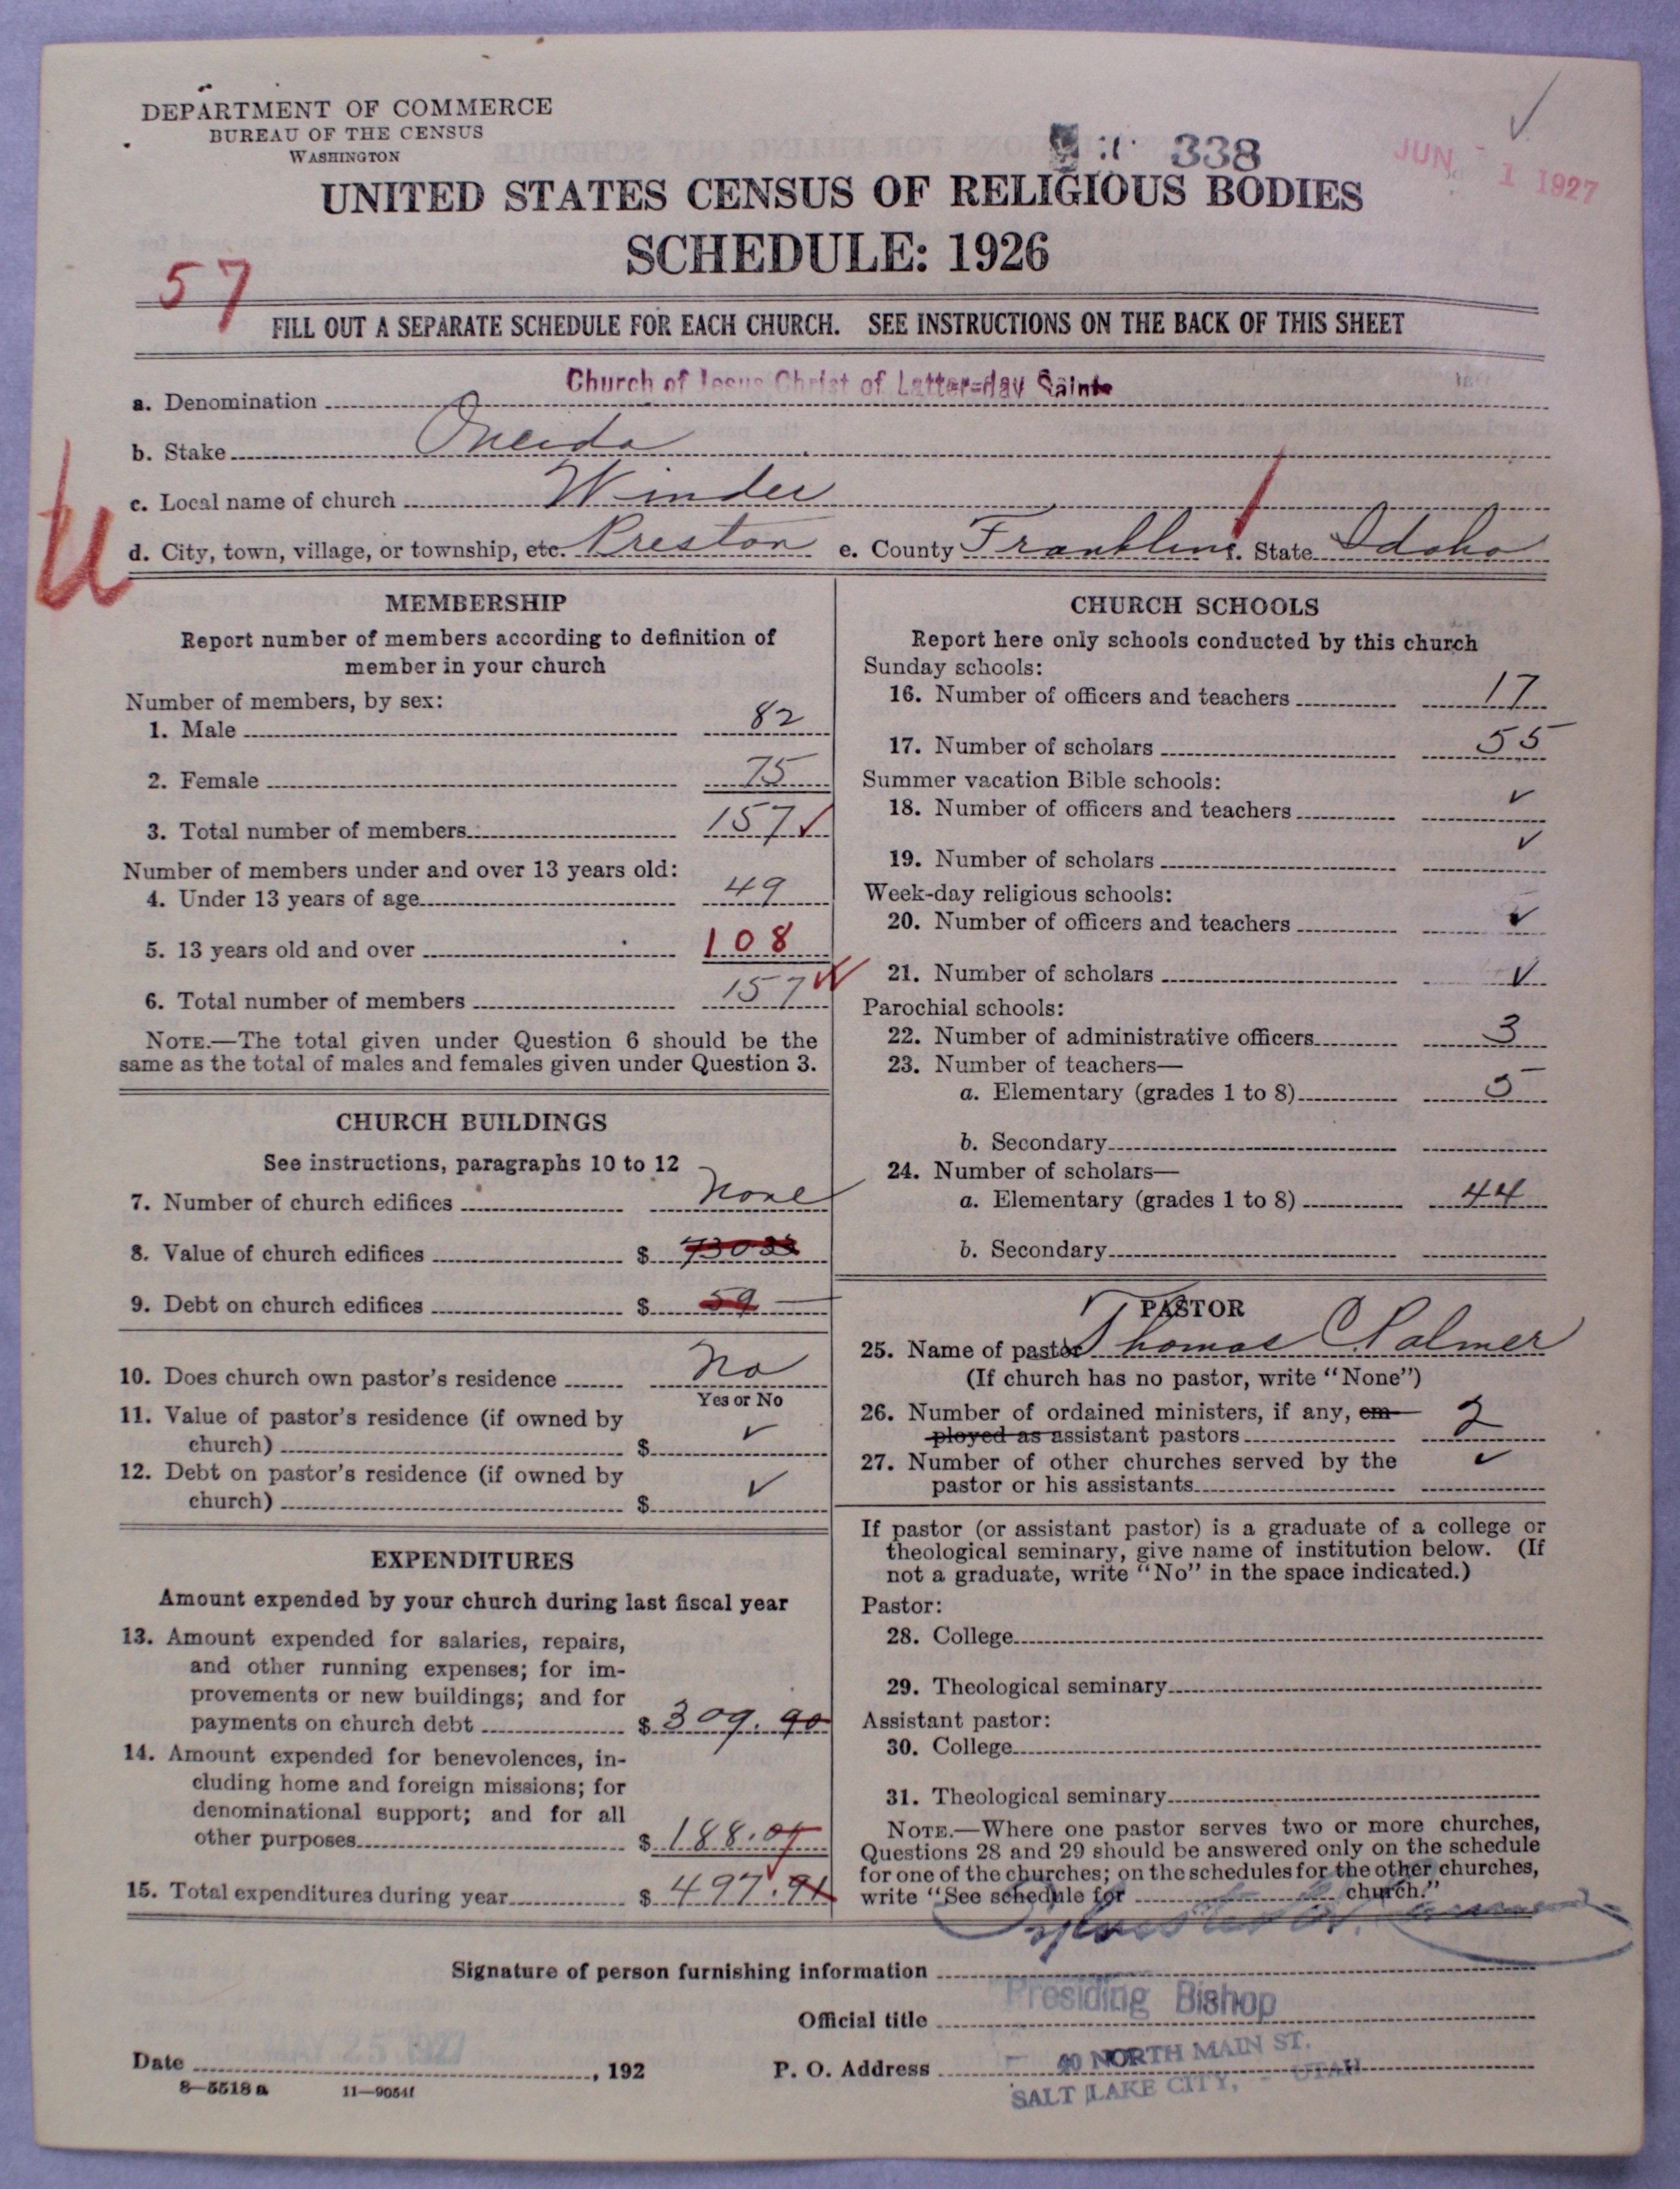 DEPARTMENT OF COMMERCE
BUREAU OF THE CENSUS
WASHINGTON
338
JUN 1 1927
UNITED STATES CENSUS OF RELIGIOUS BODIES
SCHEDULE: 1926
57
FILL OUT A SEPARATE SCHEDULE FOR EACH CHURCH. SEE INSTRUCTIONS ON THE BACK OF THIS SHEET
a. Denomination Church of Jesus Christ of Latter-day Saints
b. Stake Oneida
c. Local name of church Winder
d. City, town, village, or township, etc. Preston e. County Franklin f. State Idaho
MEMBERSHIP
Report number of members according to definition of
member in your church
Number of members, by sex:
1. Male 82
2. Female 75
3. Total number of members 157
Number of members under and over 13 years old:
4. Under 13 years of age 49
5. 13 years old and over 108
6. Total number of members 157
NOTE.—The total given under Question 6 should be the
same as the total of males and females given under Question 3.
CHURCH BUILDINGS
See instructions, paragraphs 10 to 12
7. Number of church edifices None
8. Value of church edifices $
9. Debt on church edifices $ 59
10. Does church own pastor's residence No
Yes or No
11. Value of pastor's residence (if owned by
church) $ ✓
12. Debt on pastor's residence (if owned by
church) $ ✓
EXPENDITURES
Amount expended by your church during last fiscal year
13. Amount expended for salaries, repairs,
and other running expenses; for im-
provements or new buildings; and for
payments on church debt $ 309.90
14. Amount expended for benevolences, in-
cluding home and foreign missions; for
denominational support; and for all
other purposes $ 188.01
15. Total expenditures during year $ 497.91
CHURCH SCHOOLS
Report here only schools conducted by this church
Sunday schools:
16. Number of officers and teachers 17
17. Number of scholars 55
Summer vacation Bible schools:
18. Number of officers and teachers ✓
19. Number of scholars ✓
Week-day religious schools:
20. Number of officers and teachers ✓
21. Number of scholars ✓
Parochial schools:
22. Number of administrative officers 3
23. Number of teachers—
a. Elementary (grades 1 to 8) 5
b. Secondary
24. Number of scholars—
a. Elementary (grades 1 to 8) 44
b. Secondary
PASTOR
25. Name of pastor Thomas C. Palmer
(If church has no pastor, write "None")
26. Number of ordained ministers, if any, em-
ployed as assistant pastors 2
27. Number of other churches served by the
pastor or his assistants ✓
If pastor (or assistant pastor) is a graduate of a college or
theological seminary, give name of institution below. (If
not a graduate, write "No" in the space indicated.)
Pastor:
28. College
29. Theological seminary
Assistant pastor:
30. College
31. Theological seminary
NOTE.—Where one pastor serves two or more churches,
Questions 28 and 29 should be answered only on the schedule
for one of the churches; on the schedules for the other churches,
write "See schedule for church."
Signature of person furnishing information
Official title Presiding Bishop
Date MAY 25 1927, 192 P. O. Address 40 NORTH MAIN ST.
SALT LAKE CITY, - UTAH
8—5518 a 11—9054f